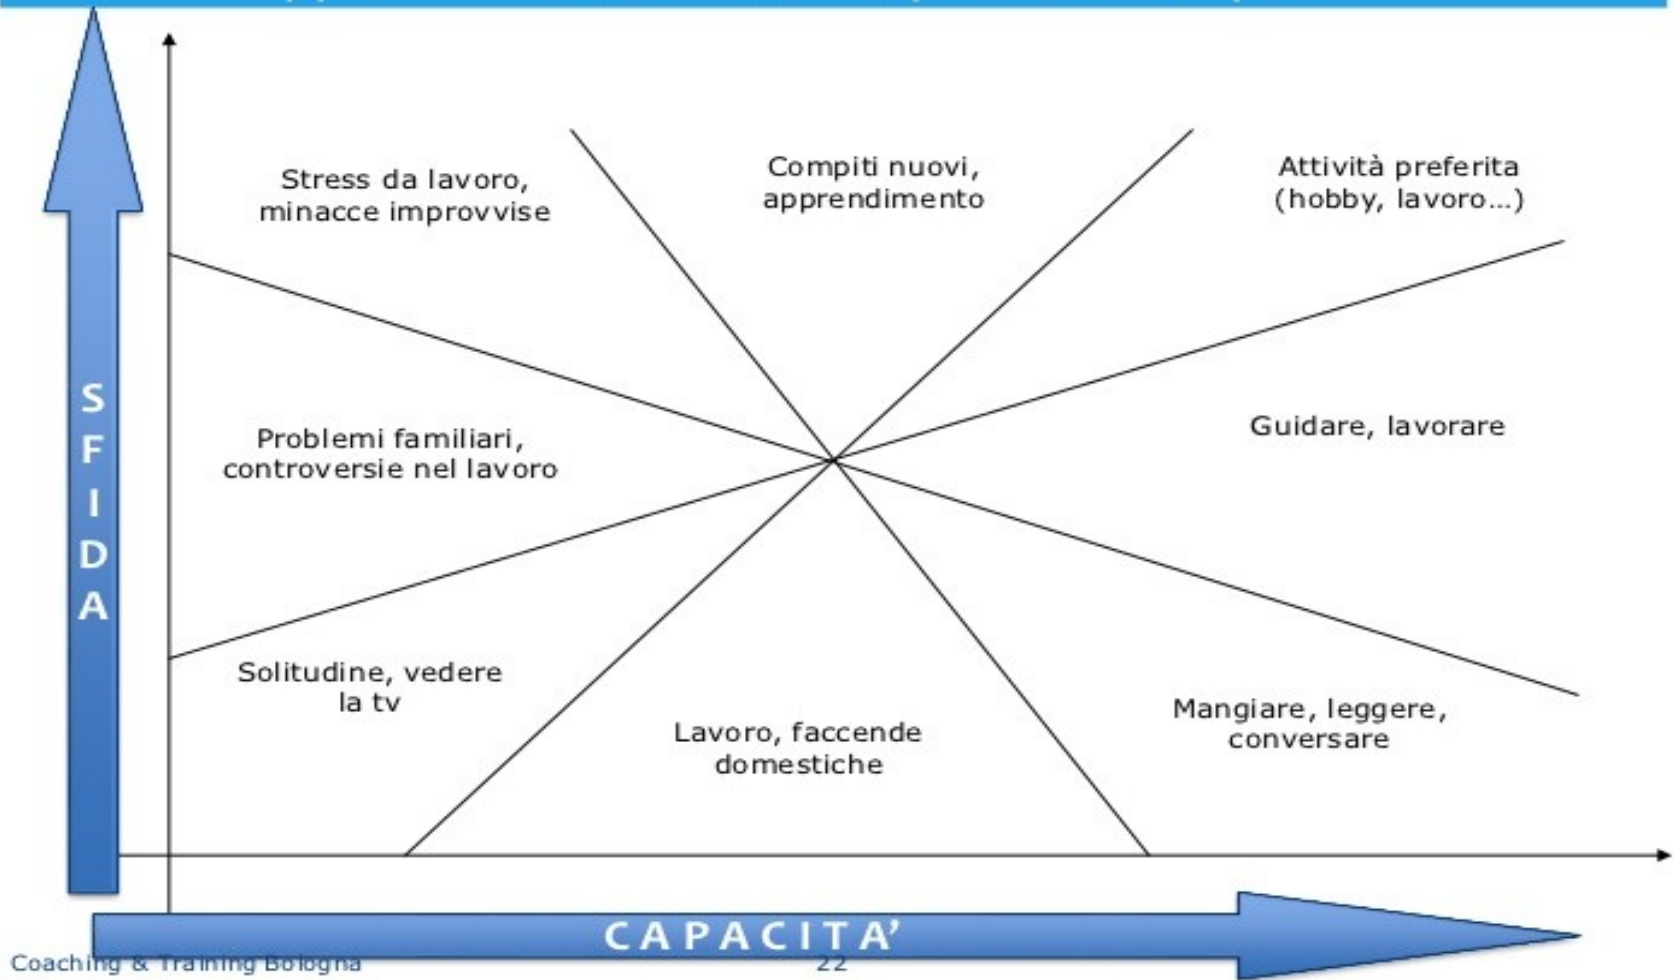 Stress da lavoro,
minacce improvvise
Compiti nuovi,
apprendimento
Attività preferita
(hobby, lavoro...)
S
F
I
D
A
Problemi familiari,
controversie nel lavoro
Guidare, lavorare
Solitudine, vedere
la tv
Lavoro, faccende
domestiche
Mangiare, leggere,
conversare
CAPACITA’
Coaching & Training Bologna
22